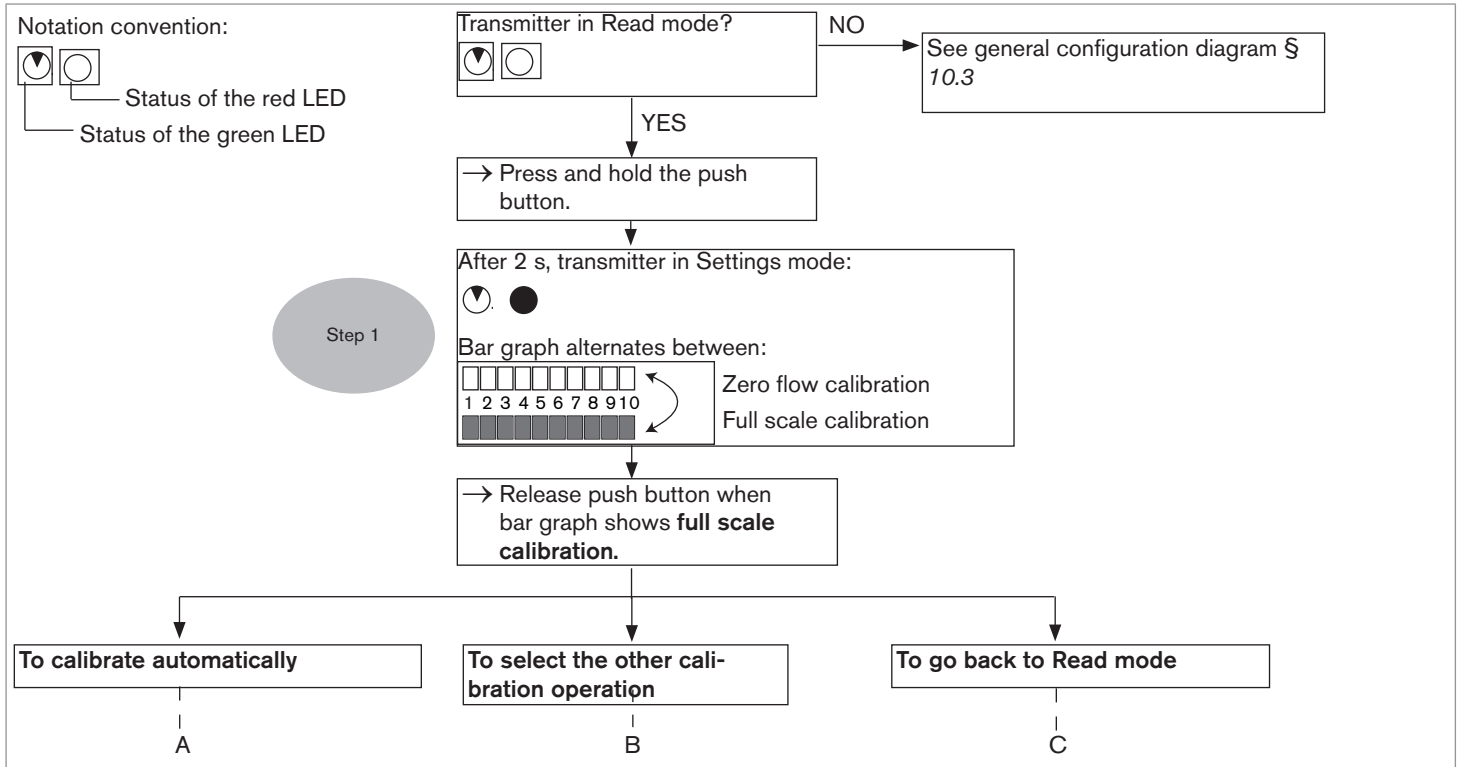 Notation convention:
Status of the red LED
Status of the green LED
Transmitter in Read mode?
NO
See general configuration diagram §
10.3
YES
→ Press and hold the push
button.
After 2 s, transmitter in Settings mode:
Step 1
Bar graph alternates between:
Zero flow calibration
1 2 3 4 5 6 7 8 9 10
Full scale calibration
→ Release push button when
bar graph shows full scale
calibration.
To calibrate automatically
To select the other cali-
bration operation
To go back to Read mode
A
B
C